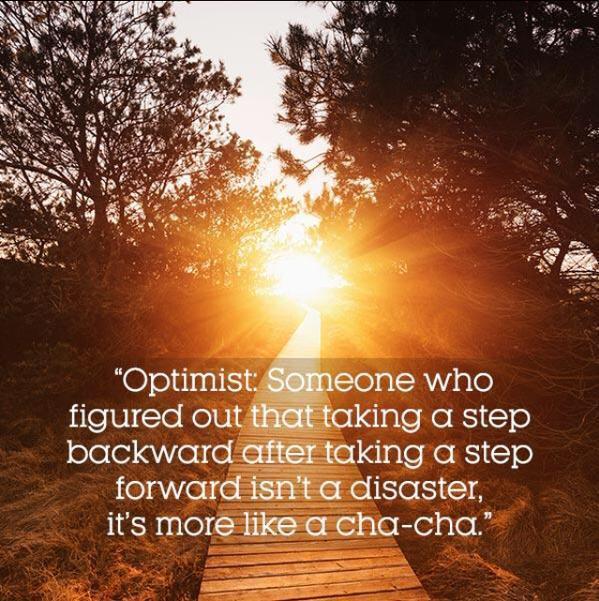 “Optimist: Someone who
figured out that taking a step
backward after taking a step
forward isn’t a disaster,
it’s more like a cha-cha.”